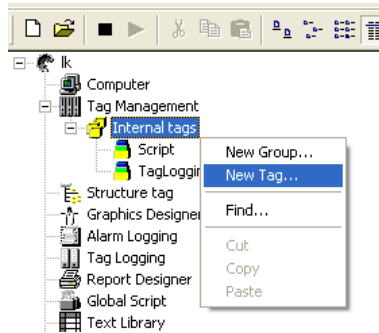 lk
Computer
Tag Management
Internal tags
Script
TagLoggin
Structure tag
Graphics Designer
Alarm Logging
Tag Logging
Report Designer
Global Script
Text Library
New Group...
New Tag...
Find...
Cut
Copy
Paste